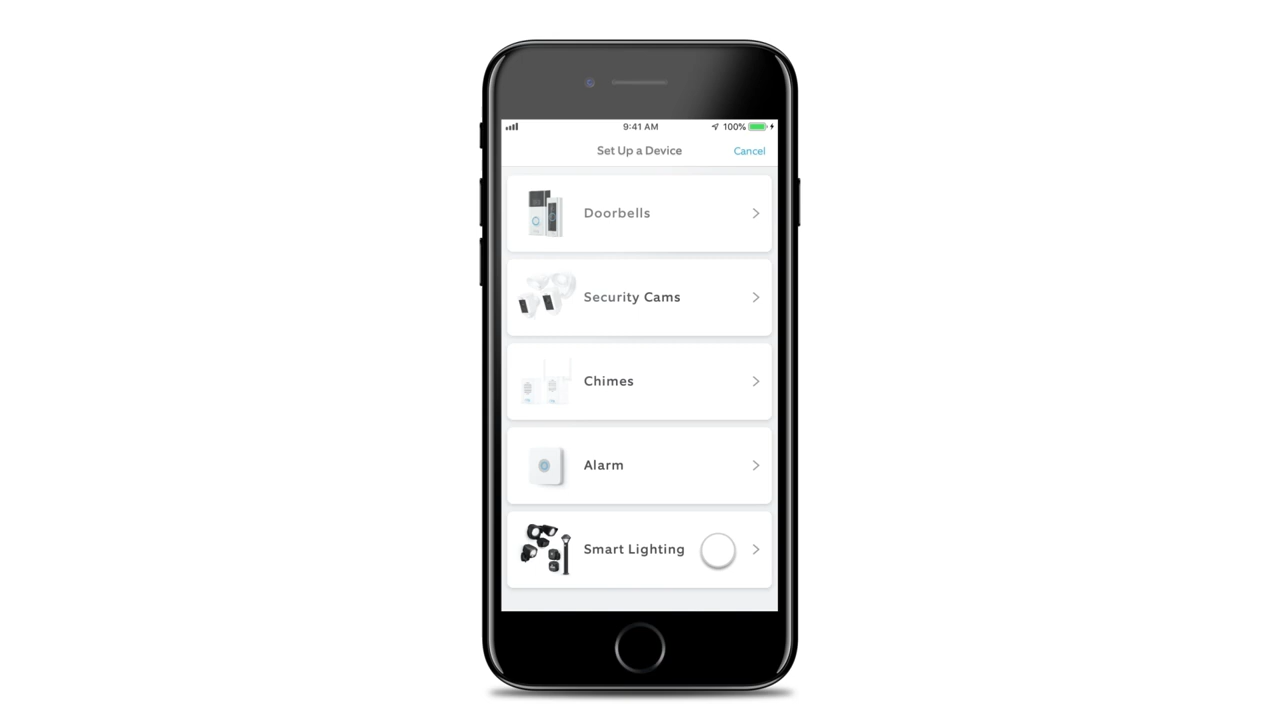 9:41 AM
100%
Set Up a Device
Cancel
Doorbells
Security Cams
Chimes
Alarm
Smart Lighting